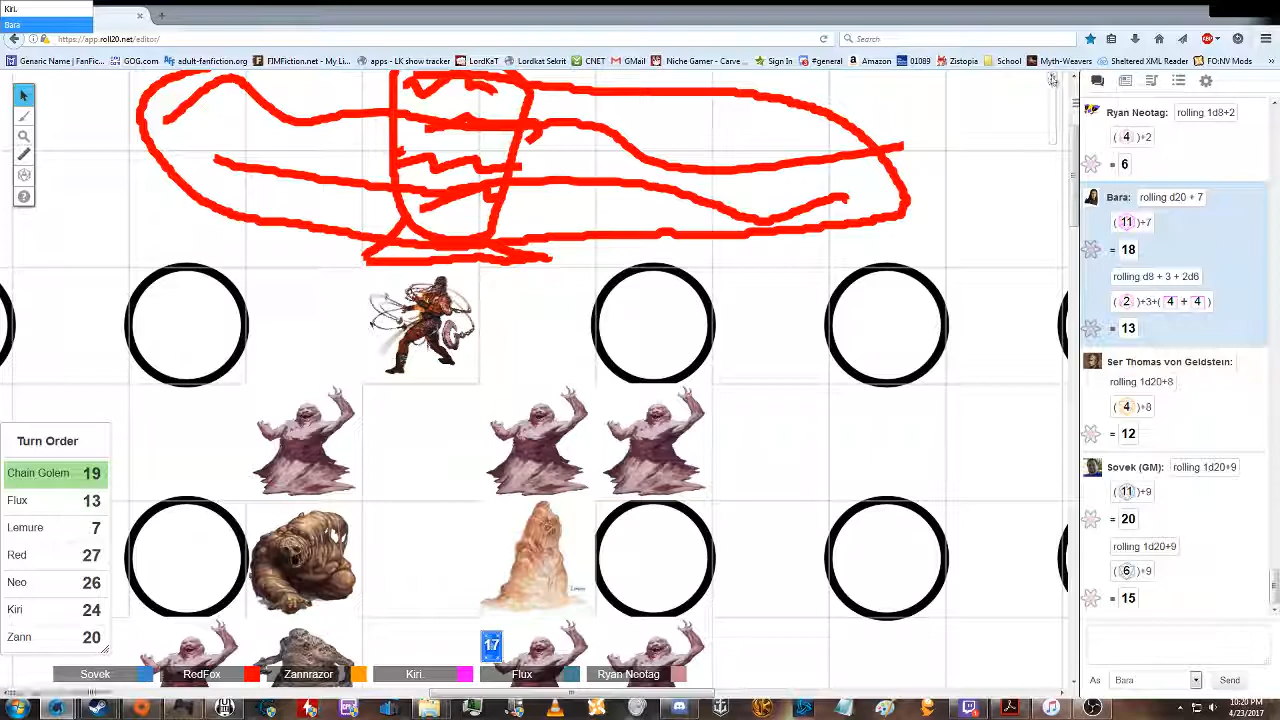 Kiri.
Bara
https://app.roll20.net/editor/
Search
Generic Name | FanFic...
GOG.com
adult-fanfiction.org
FIMFiction.net - My Li...
apps - LK show tracker
LordKat
Lordkat Sekrit
CNET
GMail
Niche Gamer - Carve...
Sign In
#general
Amazon
01089
Zistopia
School
Myth-Weavers
TO:NV Mods
Ryan Neotag:
rolling 1d8+2
(4)+2
= 6
Bara:
rolling d20 + 7
(11)+7
= 18
rolling d8 + 3 + 2d6
(2)+3+(4+4)
= 13
Ser Thomas von Geldstein:
rolling 1d20+8
(4)+8
= 12
Sovek (GM):
rolling 1d20+9
(11)+9
= 20
rolling 1d20+9
(6)+9
= 15
Turn Order
Chain Golem 19
Flux 13
Lemure 7
Red 27
Neo 26
Kiri 24
Zann 20
Lemure
17
Sovek
RedFox
Zannrazor
Kiri.
Flux
Ryan Neotag
As
Bara
Send
10:20 PM
4/23/2017